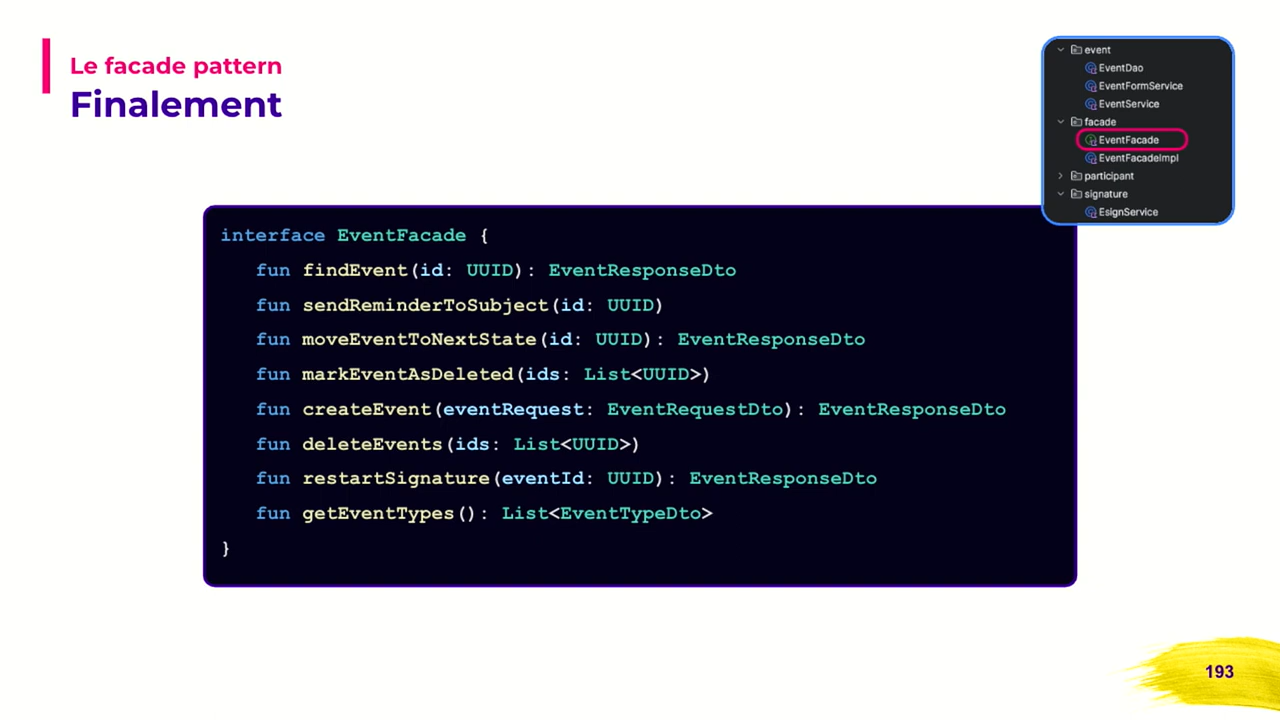 Le facade pattern
Finalement
event
EventDao
EventFormService
EventService
facade
EventFacade
EventFacadeImpl
participant
signature
EsignService
interface EventFacade {
fun findEvent(id: UUID): EventResponseDto
fun sendReminderToSubject(id: UUID)
fun moveEventToNextState(id: UUID): EventResponseDto
fun markEventAsDeleted(ids: List<UUID>)
fun createEvent(eventRequest: EventRequestDto): EventResponseDto
fun deleteEvents(ids: List<UUID>)
fun restartSignature(eventId: UUID): EventResponseDto
fun getEventTypes(): List<EventTypeDto>
}
193